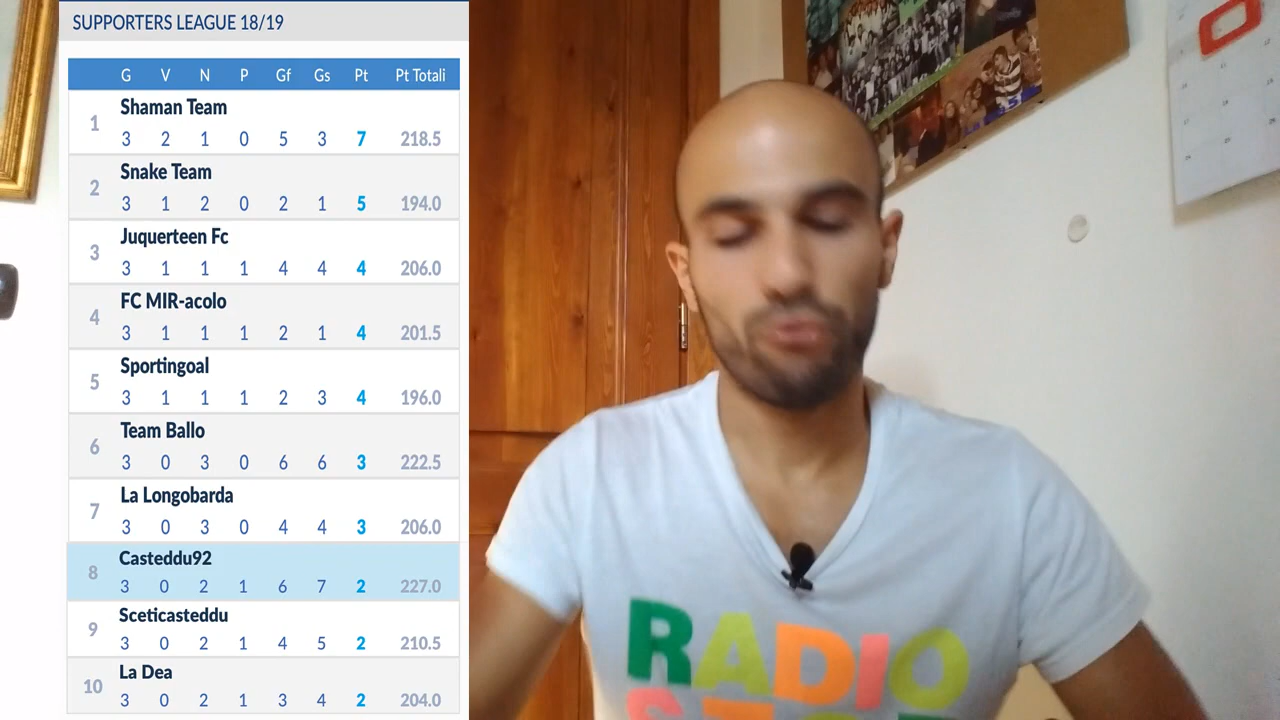 SUPPORTERS LEAGUE 18/19
G V N P Gf Gs Pt Pt Totali
1 Shaman Team
3 2 1 0 5 3 7 218.5
2 Snake Team
3 1 2 0 2 1 5 194.0
3 Juquerteen Fc
3 1 1 1 4 4 4 206.0
4 FC MIR-acolo
3 1 1 1 2 1 4 201.5
5 Sportingoal
3 1 1 1 2 3 4 196.0
6 Team Ballo
3 0 3 0 6 6 3 222.5
7 La Longobarda
3 0 3 0 4 4 3 206.0
8 Casteddu92
3 0 2 1 6 7 2 227.0
9 Sceticasteddu
3 0 2 1 4 5 2 210.5
10 La Dea
3 0 2 1 3 4 2 204.0
RADIO